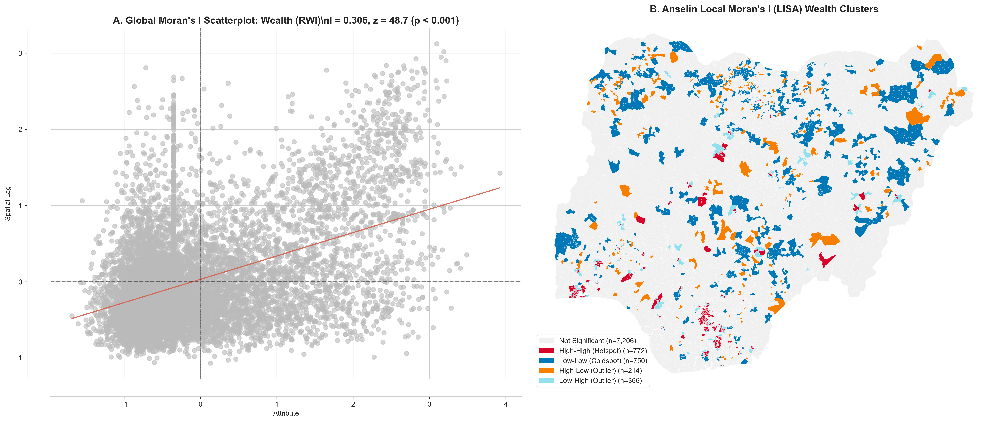 A. Global Moran's I Scatterplot: Wealth (RWI)\nI = 0.306, z = 48.7 (p < 0.001)
3
2
1
0
−1
Spatial Lag
−1
0
1
2
3
4
Attribute
B. Anselin Local Moran's I (LISA) Wealth Clusters
Not Significant (n=7,206)
High-High (Hotspot) (n=772)
Low-Low (Coldspot) (n=750)
High-Low (Outlier) (n=214)
Low-High (Outlier) (n=366)